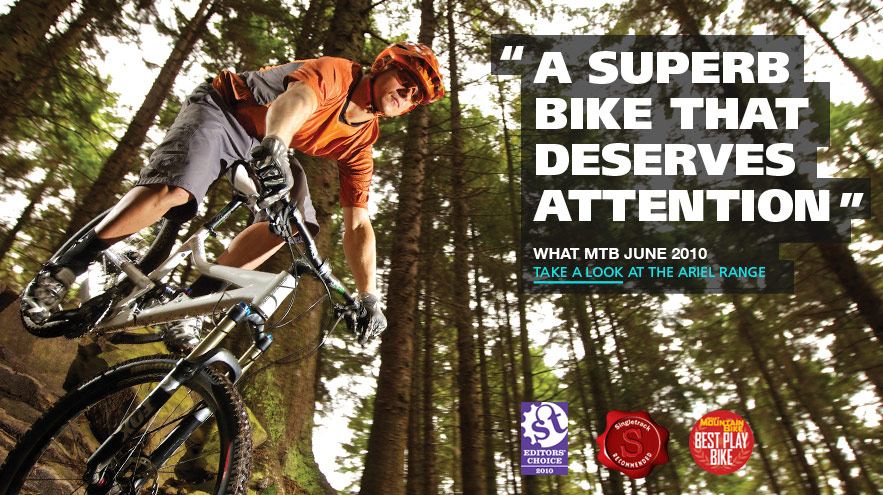 “A SUPERB
BIKE THAT
DESERVES
ATTENTION”
WHAT MTB JUNE 2010
TAKE A LOOK AT THE ARIEL RANGE
st
EDITORS'
CHOICE
2010
Singletrack
S
RECOMMENDED
MOUNTAIN
BIKE
BEST PLAY
BIKE